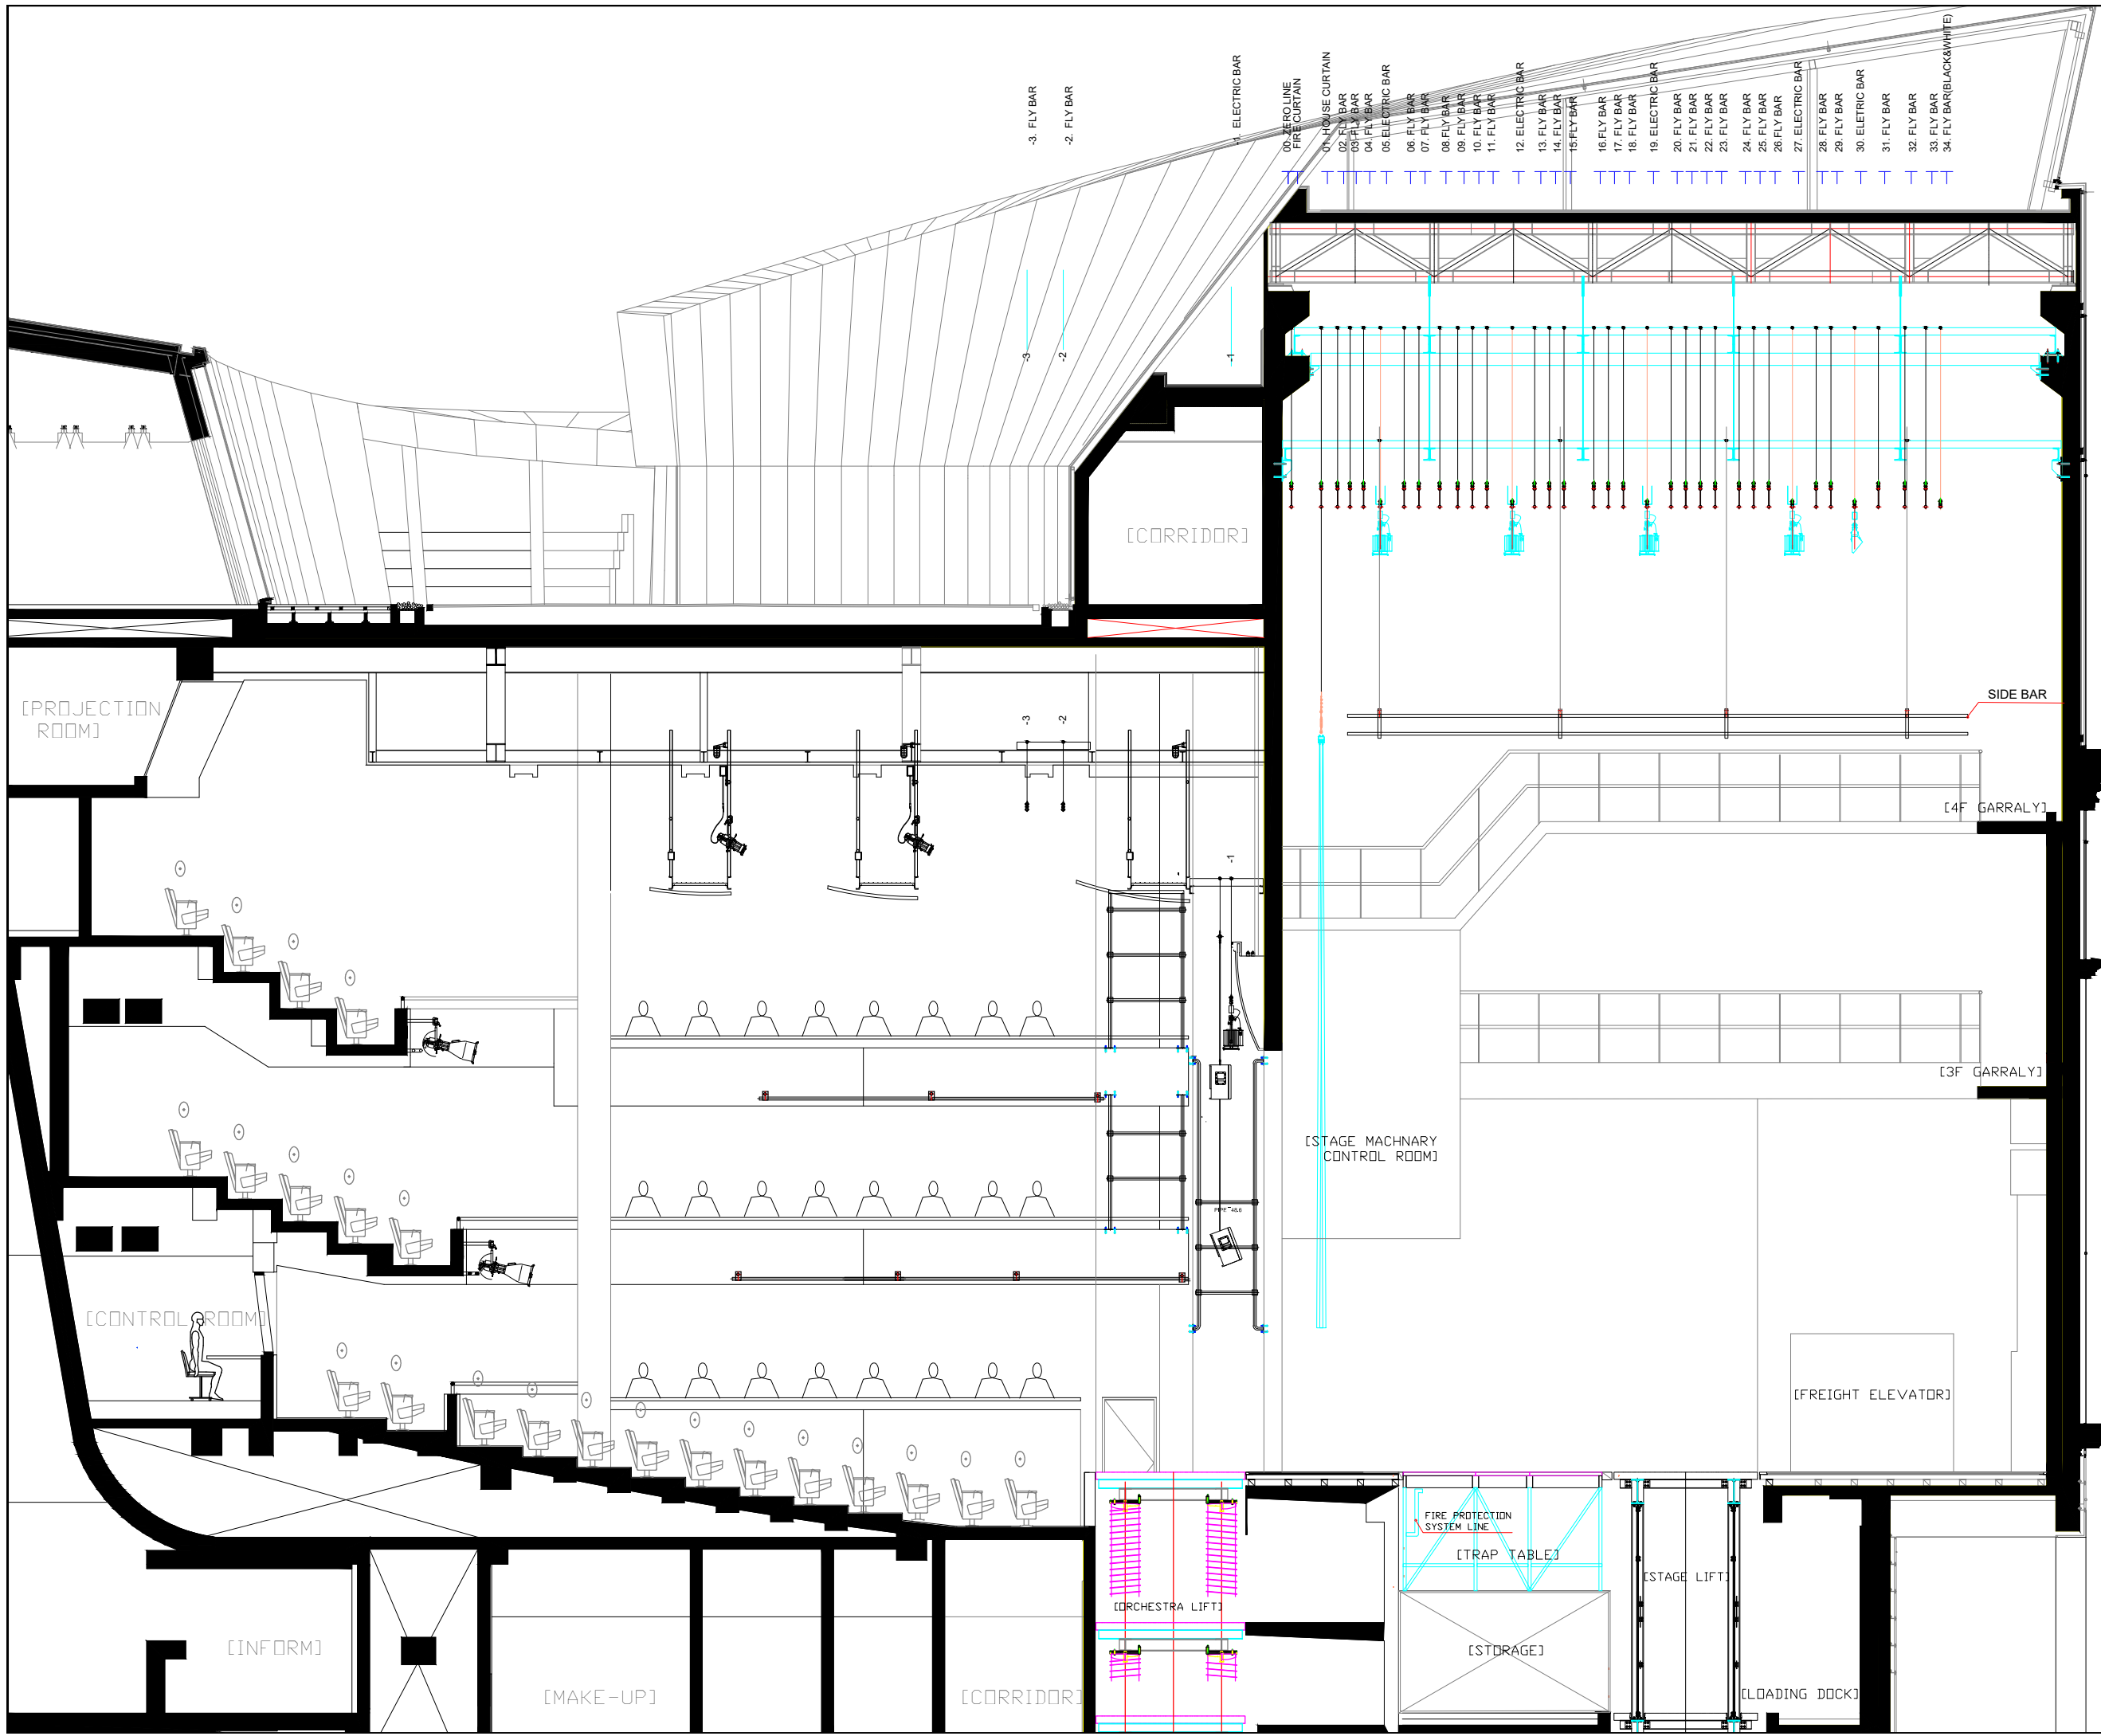 -3. FLY BAR
-2. FLY BAR
-1. ELECTRIC BAR
00. ZERO LINE
FIRE CURTAIN
01. HOUSE CURTAIN
02. FLY BAR
03. FLY BAR
04. FLY BAR
05. ELECTRIC BAR
06. FLY BAR
07. FLY BAR
08. FLY BAR
09. FLY BAR
10. FLY BAR
11. FLY BAR
12. ELECTRIC BAR
13. FLY BAR
14. FLY BAR
15. FLY BAR
16. FLY BAR
17. FLY BAR
18. FLY BAR
19. ELECTRIC BAR
20. FLY BAR
21. FLY BAR
22. FLY BAR
23. FLY BAR
24. FLY BAR
25. FLY BAR
26. FLY BAR
27. ELECTRIC BAR
28. FLY BAR
29. FLY BAR
30. ELETRIC BAR
31. FLY BAR
32. FLY BAR
33. FLY BAR
34. FLY BAR(BLACK&WHITE)
-3
-2
-1
[CORRIDOR]
[PROJECTION
ROOM]
-3
-2
SIDE BAR
[4F GARRALY]
-1
[3F GARRALY]
[STAGE MACHNARY
CONTROL ROOM]
[CONTROL ROOM]
[FREIGHT ELEVATOR]
FIRE PROTECTION
SYSTEM LINE
[TRAP TABLE]
[STAGE LIFT]
[ORCHESTRA LIFT]
[INFORM]
[STORAGE]
[MAKE-UP]
[CORRIDOR]
[LOADING DOCK]